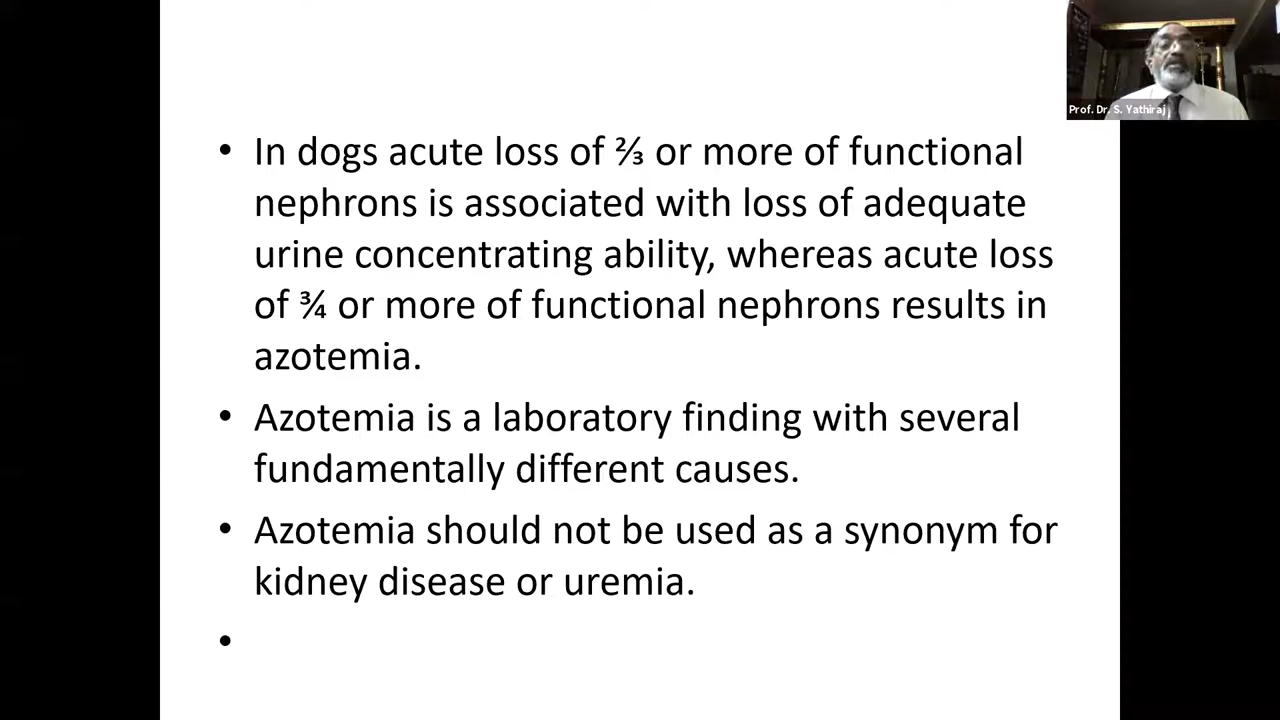 Prof. Dr. S. Yathiraj
• In dogs acute loss of ⅔ or more of functional
nephrons is associated with loss of adequate
urine concentrating ability, whereas acute loss
of ¾ or more of functional nephrons results in
azotemia.
• Azotemia is a laboratory finding with several
fundamentally different causes.
• Azotemia should not be used as a synonym for
kidney disease or uremia.
•